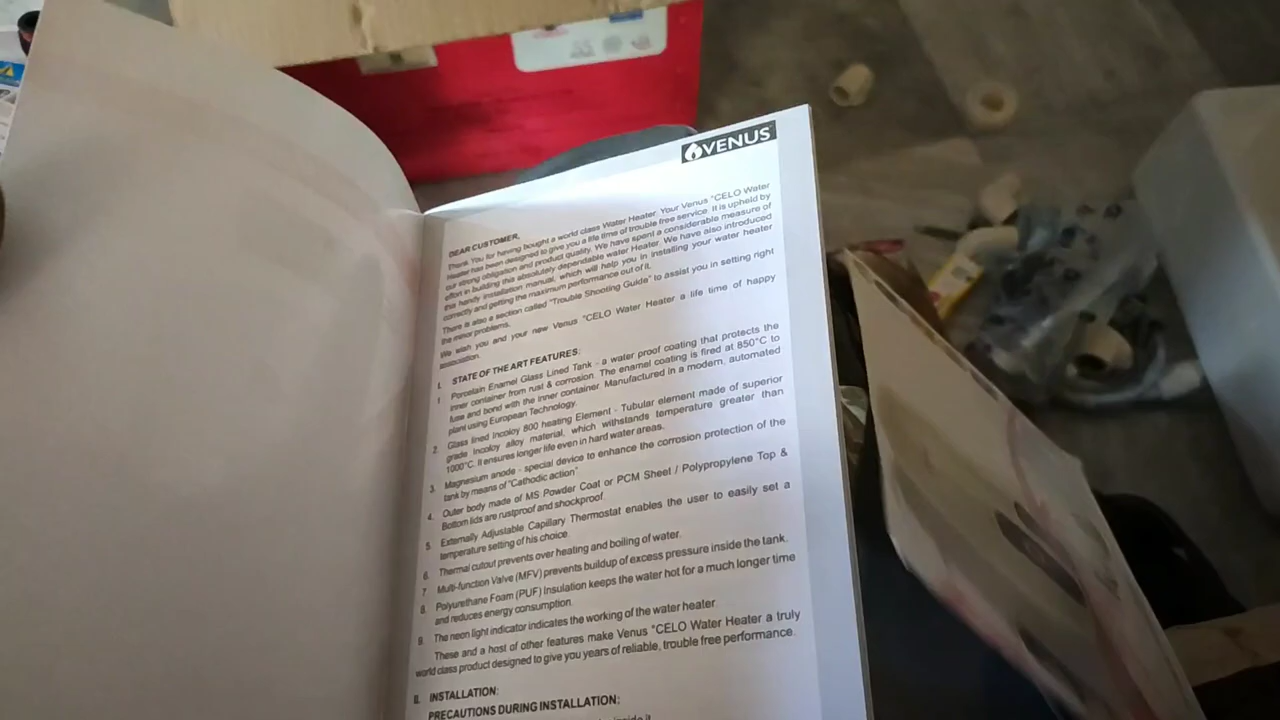 VENUS
DEAR CUSTOMER,
Thank You for having bought a world class Water Heater. Your Venus "CELO Water
Heater has been designed to give you a life time of trouble free service. It is upheld by
our strong obligation and product quality. We have spent a considerable measure of
effort in building this absolutely dependable water Heater. We have also introduced
this handy installation manual, which will help you in installing your water heater
correctly and getting the maximum performance out of it.
There is also a section called "Trouble Shooting Guide" to assist you in setting right
the minor problems.
We wish you and your new Venus "CELO Water Heater a life time of happy
association.
I. STATE OF THE ART FEATURES:
1 Porcelain Enamel Glass Lined Tank - a water proof coating that protects the
inner container from rust & corrosion. The enamel coating is fired at 850°C to
fuse and bond with the inner container. Manufactured in a modern, automated
plant using European Technology.
2. Glass lined Incoloy 800 heating Element - Tubular element made of superior
grade Incoloy alloy material, which withstands temperature greater than
1000°C. It ensures longer life even in hard water areas.
3. Magnesium anode - special device to enhance the corrosion protection of the
tank by means of "Cathodic action"
4. Outer body made of MS Powder Coat or PCM Sheet / Polypropylene Top &
Bottom lids are rustproof and shockproof.
5. Externally Adjustable Capillary Thermostat enables the user to easily set a
temperature setting of his choice.
6. Thermal cutout prevents over heating and boiling of water.
7. Multi-function Valve (MFV) prevents buildup of excess pressure inside the tank.
8. Polyurethane Foam (PUF) Insulation keeps the water hot for a much longer time
and reduces energy consumption.
9. The neon light indicator indicates the working of the water heater.
These and a host of other features make Venus "CELO Water Heater a truly
world class product designed to give you years of reliable, trouble free performance.
II. INSTALLATION:
PRECAUTIONS DURING INSTALLATION: